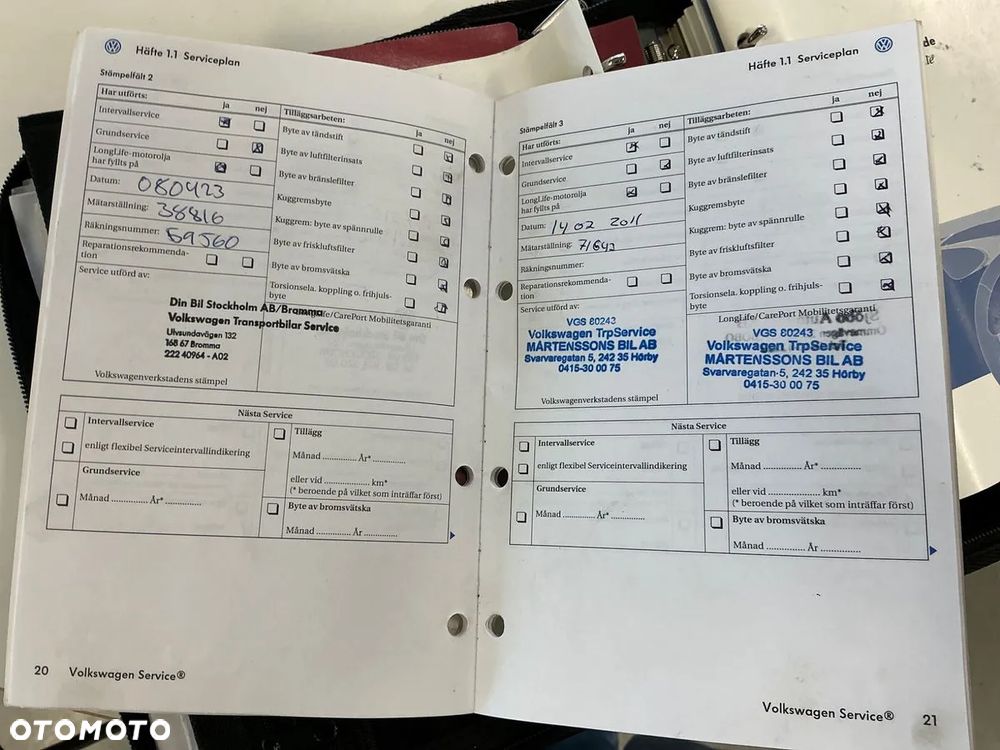 Häfte 1.1 Serviceplan
Stämpelfält 2
Har utförts: ja nej
Intervallservice
Grundservice
LongLife-motorolja
har fyllts på
Datum: 080423
Mätarställning: 38816
Räkningsnummer: 69560
Reparationsrekommenda-
tion
Service utförd av:
Din Bil Stockholm AB/Bromma
Volkswagen Transportbilar Service
Ulvsundavägen 132
168 67 Bromma
222 40964 - A02
Volkswagenverkstadens stämpel
Tilläggsarbeten: ja nej
Byte av tändstift
Byte av luftfilterinsats
Byte av bränslefilter
Kuggremsbyte
Kuggrem: byte av spännrulle
Byte av friskluftsfilter
Byte av bromsvätska
Torsionsela. koppling o. frihjuls-
byte
LongLife/CarePort Mobilitetsgaranti
Nästa Service
Intervallservice
enligt flexibel Serviceintervallindikering
Grundservice
Månad ............. År* .............
Tillägg
Månad ............. År* .............
eller vid .................. km*
(* beroende på vilket som inträffar först)
Byte av bromsvätska
Månad ............. År .............
20 Volkswagen Service®
Häfte 1.1 Serviceplan
Stämpelfält 3
Har utförts: ja nej
Intervallservice
Grundservice
LongLife-motorolja
har fyllts på
Datum: 14 02 2011
Mätarställning:
Räkningsnummer:
Reparationsrekommenda-
tion
Service utförd av:
VGS 80243
Volkswagen TrpService
MÅRTENSSONS BIL AB
Svarvaregatan 5, 242 35 Hörby
0415-30 00 75
Volkswagenverkstadens stämpel
Tilläggsarbeten: ja nej
Byte av tändstift
Byte av luftfilterinsats
Byte av bränslefilter
Kuggremsbyte
Kuggrem: byte av spännrulle
Byte av friskluftsfilter
Byte av bromsvätska
Torsionsela. koppling o. frihjuls-
byte
LongLife/CarePort Mobilitetsgaranti
VGS 80243
Volkswagen TrpService
MÅRTENSSONS BIL AB
Svarvaregatan 5, 242 35 Hörby
0415-30 00 75
Nästa Service
Intervallservice
enligt flexibel Serviceintervallindikering
Grundservice
Månad ............. År* .............
Tillägg
Månad ............. År* .............
eller vid .................. km*
(* beroende på vilket som inträffar först)
Byte av bromsvätska
Månad ............. År .............
Volkswagen Service® 21
de
OTOMOTO